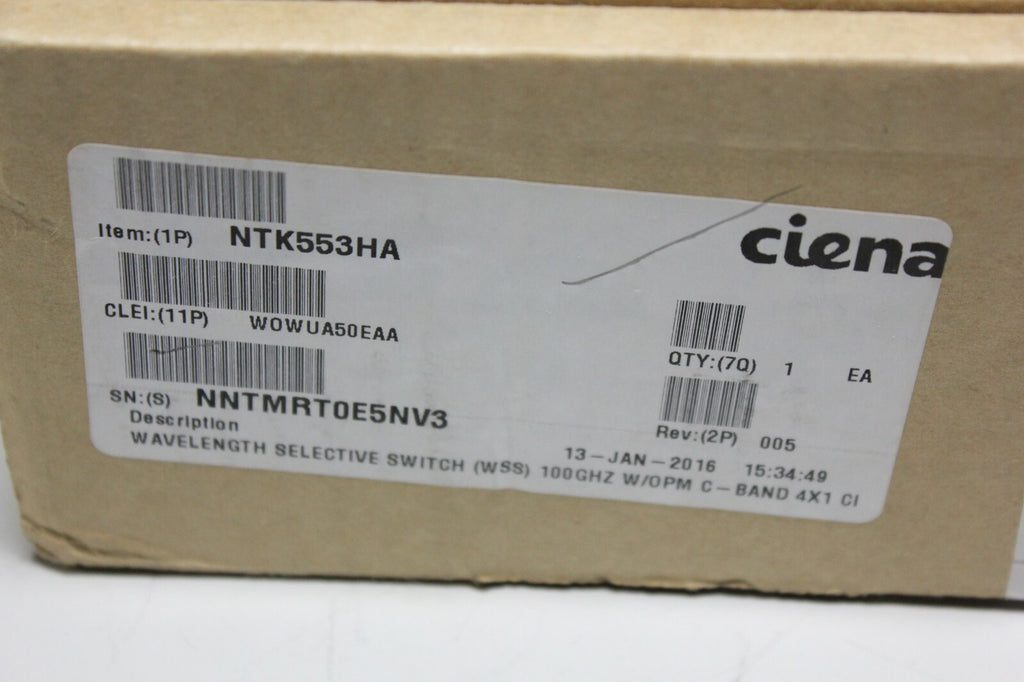 ciena
Item:(1P) NTK553HA
CLEI:(11P) WOWUA50EAA
QTY:(7Q) 1 EA
SN:(S) NNTMRT0E5NV3
Rev:(2P) 005
Description
13-JAN-2016 15:34:49
WAVELENGTH SELECTIVE SWITCH (WSS) 100GHZ W/OPM C-BAND 4X1 CI